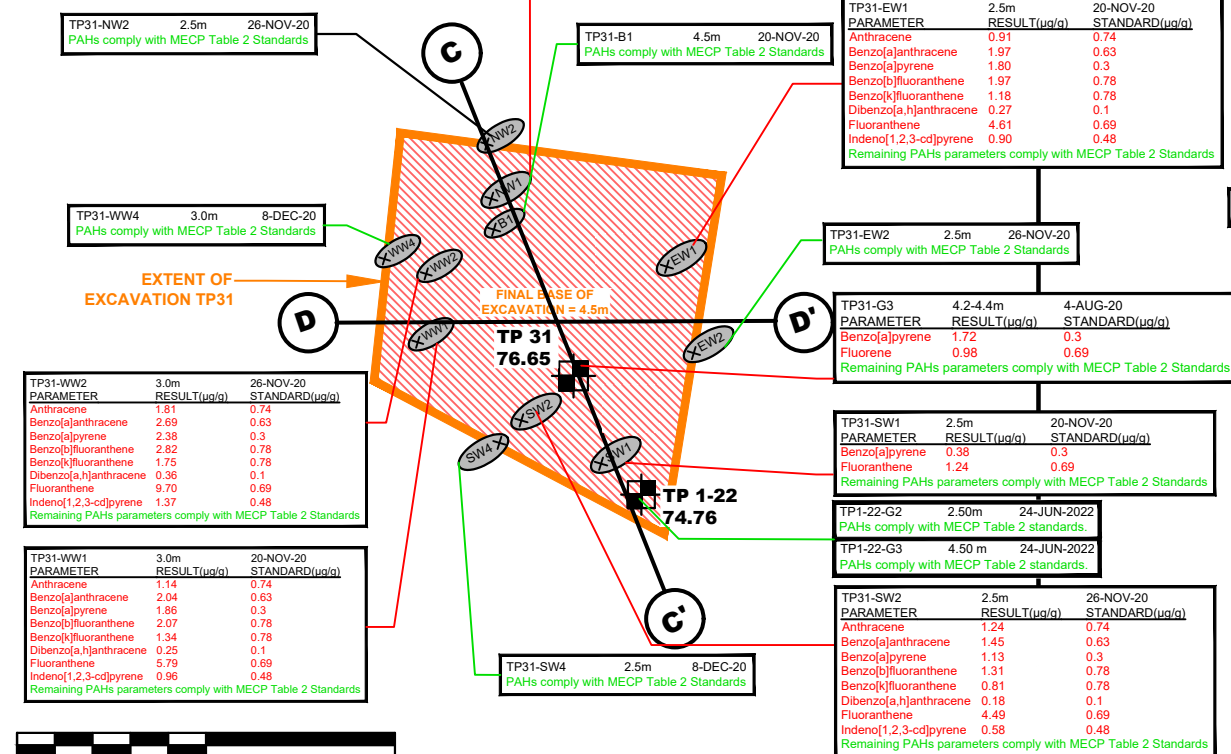 TP31-NW2 2.5m 26-NOV-20
PAHs comply with MECP Table 2 Standards
TP31-B1 4.5m 20-NOV-20
PAHs comply with MECP Table 2 Standards
TP31-EW1 2.5m 20-NOV-20
PARAMETER RESULT(µg/g) STANDARD(µg/g)
Anthracene 0.91 0.74
Benzo[a]anthracene 1.97 0.63
Benzo[a]pyrene 1.80 0.3
Benzo[b]fluoranthene 1.97 0.78
Benzo[k]fluoranthene 1.18 0.78
Dibenzo[a,h]anthracene 0.27 0.1
Fluoranthene 4.61 0.69
Indeno[1,2,3-cd]pyrene 0.90 0.48
Remaining PAHs parameters comply with MECP Table 2 Standards
C
NW2
NW1
B1
TP31-WW4 3.0m 8-DEC-20
PAHs comply with MECP Table 2 Standards
WW4
WW2
EW1
TP31-EW2 2.5m 26-NOV-20
PAHs comply with MECP Table 2 Standards
EXTENT OF
EXCAVATION TP31
FINAL BASE OF
EXCAVATION = 4.5m
D
D'
WW1
EW2
TP 31
76.65
TP31-G3 4.2-4.4m 4-AUG-20
PARAMETER RESULT(µg/g) STANDARD(µg/g)
Benzo[a]pyrene 1.72 0.3
Fluorene 0.98 0.69
Remaining PAHs parameters comply with MECP Table 2 Standards
TP31-WW2 3.0m 26-NOV-20
PARAMETER RESULT(µg/g) STANDARD(µg/g)
Anthracene 1.81 0.74
Benzo[a]anthracene 2.69 0.63
Benzo[a]pyrene 2.38 0.3
Benzo[b]fluoranthene 2.82 0.78
Benzo[k]fluoranthene 1.75 0.78
Dibenzo[a,h]anthracene 0.36 0.1
Fluoranthene 9.70 0.69
Indeno[1,2,3-cd]pyrene 1.37 0.48
Remaining PAHs parameters comply with MECP Table 2 Standards
SW2
SW4
SW1
TP31-SW1 2.5m 20-NOV-20
PARAMETER RESULT(µg/g) STANDARD(µg/g)
Benzo[a]pyrene 0.38 0.3
Fluoranthene 1.24 0.69
Remaining PAHs parameters comply with MECP Table 2 Standards
TP 1-22
74.76
TP1-22-G2 2.50m 24-JUN-2022
PAHs comply with MECP Table 2 standards.
TP1-22-G3 4.50 m 24-JUN-2022
PAHs comply with MECP Table 2 standards.
TP31-WW1 3.0m 20-NOV-20
PARAMETER RESULT(µg/g) STANDARD(µg/g)
Anthracene 1.14 0.74
Benzo[a]anthracene 2.04 0.63
Benzo[a]pyrene 1.86 0.3
Benzo[b]fluoranthene 2.07 0.78
Benzo[k]fluoranthene 1.34 0.78
Dibenzo[a,h]anthracene 0.25 0.1
Fluoranthene 5.79 0.69
Indeno[1,2,3-cd]pyrene 0.96 0.48
Remaining PAHs parameters comply with MECP Table 2 Standards
C'
TP31-SW4 2.5m 8-DEC-20
PAHs comply with MECP Table 2 Standards
TP31-SW2 2.5m 26-NOV-20
PARAMETER RESULT(µg/g) STANDARD(µg/g)
Anthracene 1.24 0.74
Benzo[a]anthracene 1.45 0.63
Benzo[a]pyrene 1.13 0.3
Benzo[b]fluoranthene 1.31 0.78
Benzo[k]fluoranthene 0.81 0.78
Dibenzo[a,h]anthracene 0.18 0.1
Fluoranthene 4.49 0.69
Indeno[1,2,3-cd]pyrene 0.58 0.48
Remaining PAHs parameters comply with MECP Table 2 Standards